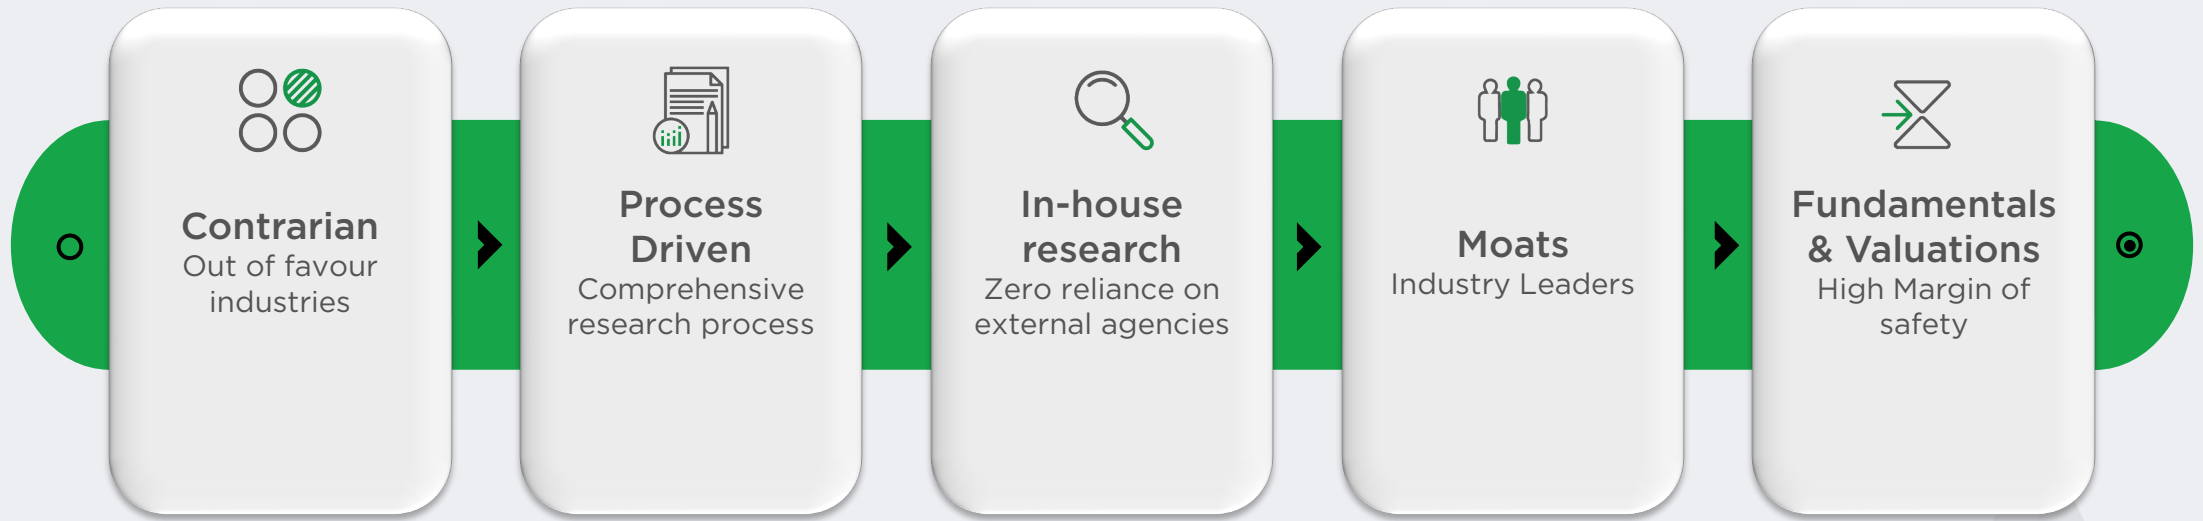 Contrarian
Out of favour
industries
Process
Driven
Comprehensive
research process
In-house
research
Zero reliance on
external agencies
Moats
Industry Leaders
Fundamentals
& Valuations
High Margin of
safety